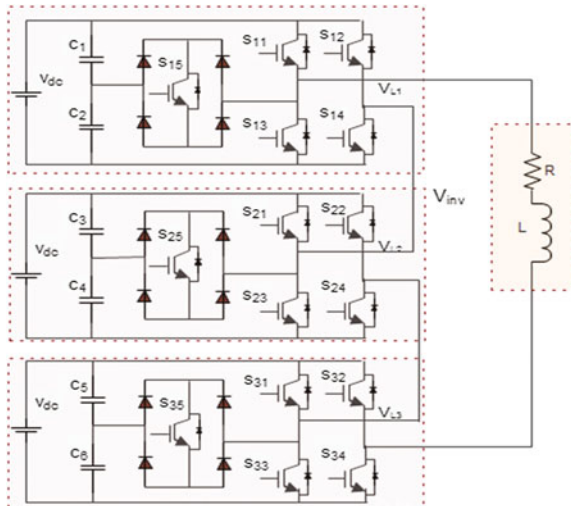 C1
S15
S11
S12
Vdc
VL1
C2
S13
S14
R
Vinv
L
C3
S25
S21
S22
Vdc
VL2
C4
S23
S24
C5
S35
S31
S32
Vdc
VL3
C6
S33
S34